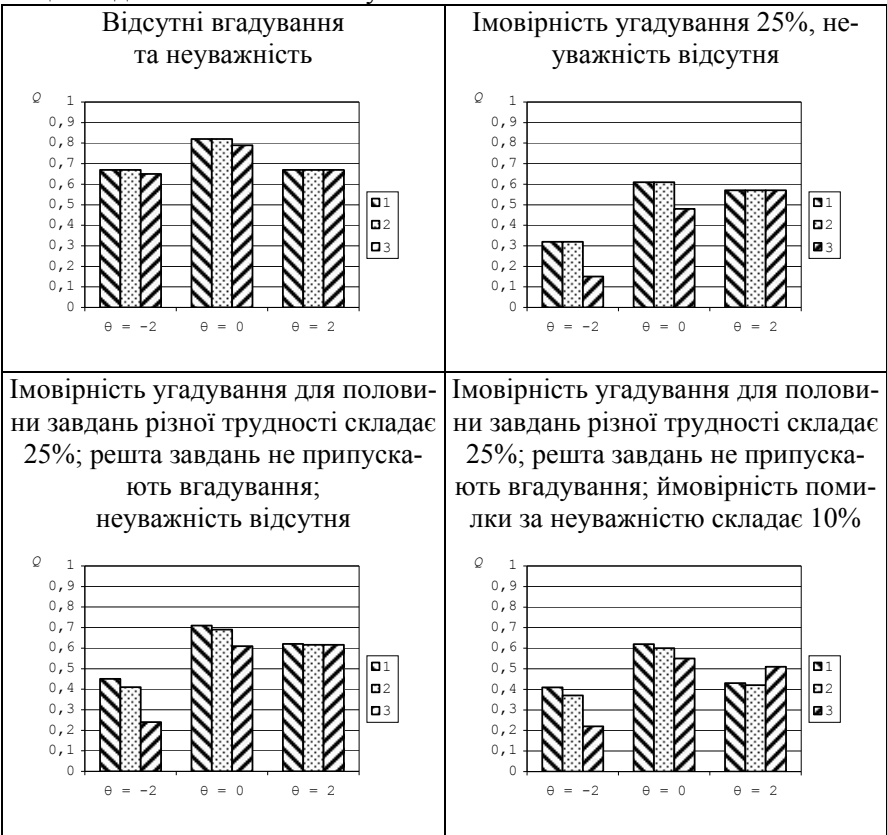 Відсутні вгадування
та неуважність
Q
1
0,9
0,8
0,7
0,6
0,5
0,4
0,3
0,2
0,1
0
θ = -2 θ = 0 θ = 2
1
2
3
Імовірність угадування 25%, не-
уважність відсутня
Q
1
0,9
0,8
0,7
0,6
0,5
0,4
0,3
0,2
0,1
0
θ = -2 θ = 0 θ = 2
1
2
3
Імовірність угадування для полови-
ни завдань різної трудності складає
25%; решта завдань не припуска-
ють вгадування;
неуважність відсутня
Q
1
0,9
0,8
0,7
0,6
0,5
0,4
0,3
0,2
0,1
0
θ = -2 θ = 0 θ = 2
1
2
3
Імовірність угадування для полови-
ни завдань різної трудності складає
25%; решта завдань не припуска-
ють вгадування; ймовірність поми-
лки за неуважністю складає 10%
Q
1
0,9
0,8
0,7
0,6
0,5
0,4
0,3
0,2
0,1
0
θ = -2 θ = 0 θ = 2
1
2
3